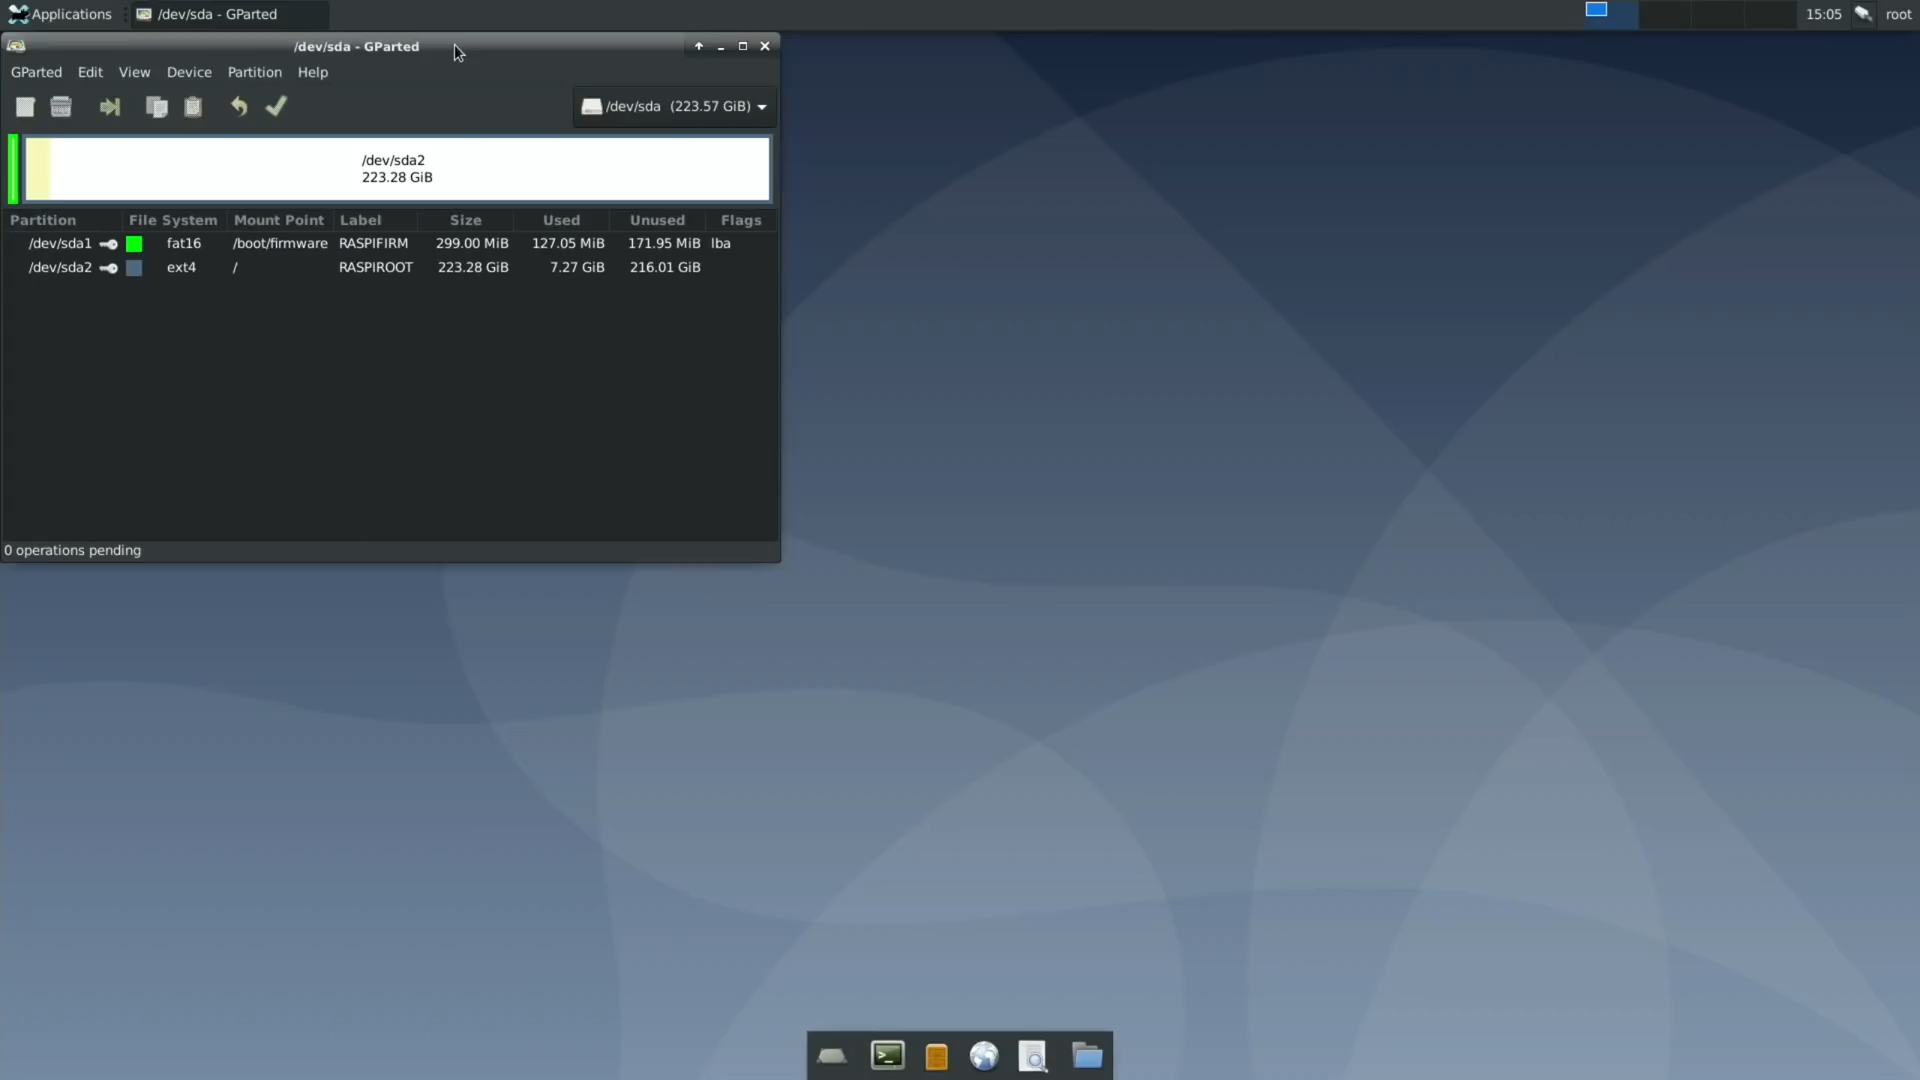 Applications
/dev/sda - GParted
15:05
root
/dev/sda - GParted
GParted Edit View Device Partition Help
/dev/sda (223.57 GiB)
/dev/sda2
223.28 GiB
Partition File System Mount Point Label Size Used Unused Flags
/dev/sda1 fat16 /boot/firmware RASPIFIRM 299.00 MiB 127.05 MiB 171.95 MiB lba
/dev/sda2 ext4 / RASPIROOT 223.28 GiB 7.27 GiB 216.01 GiB
0 operations pending